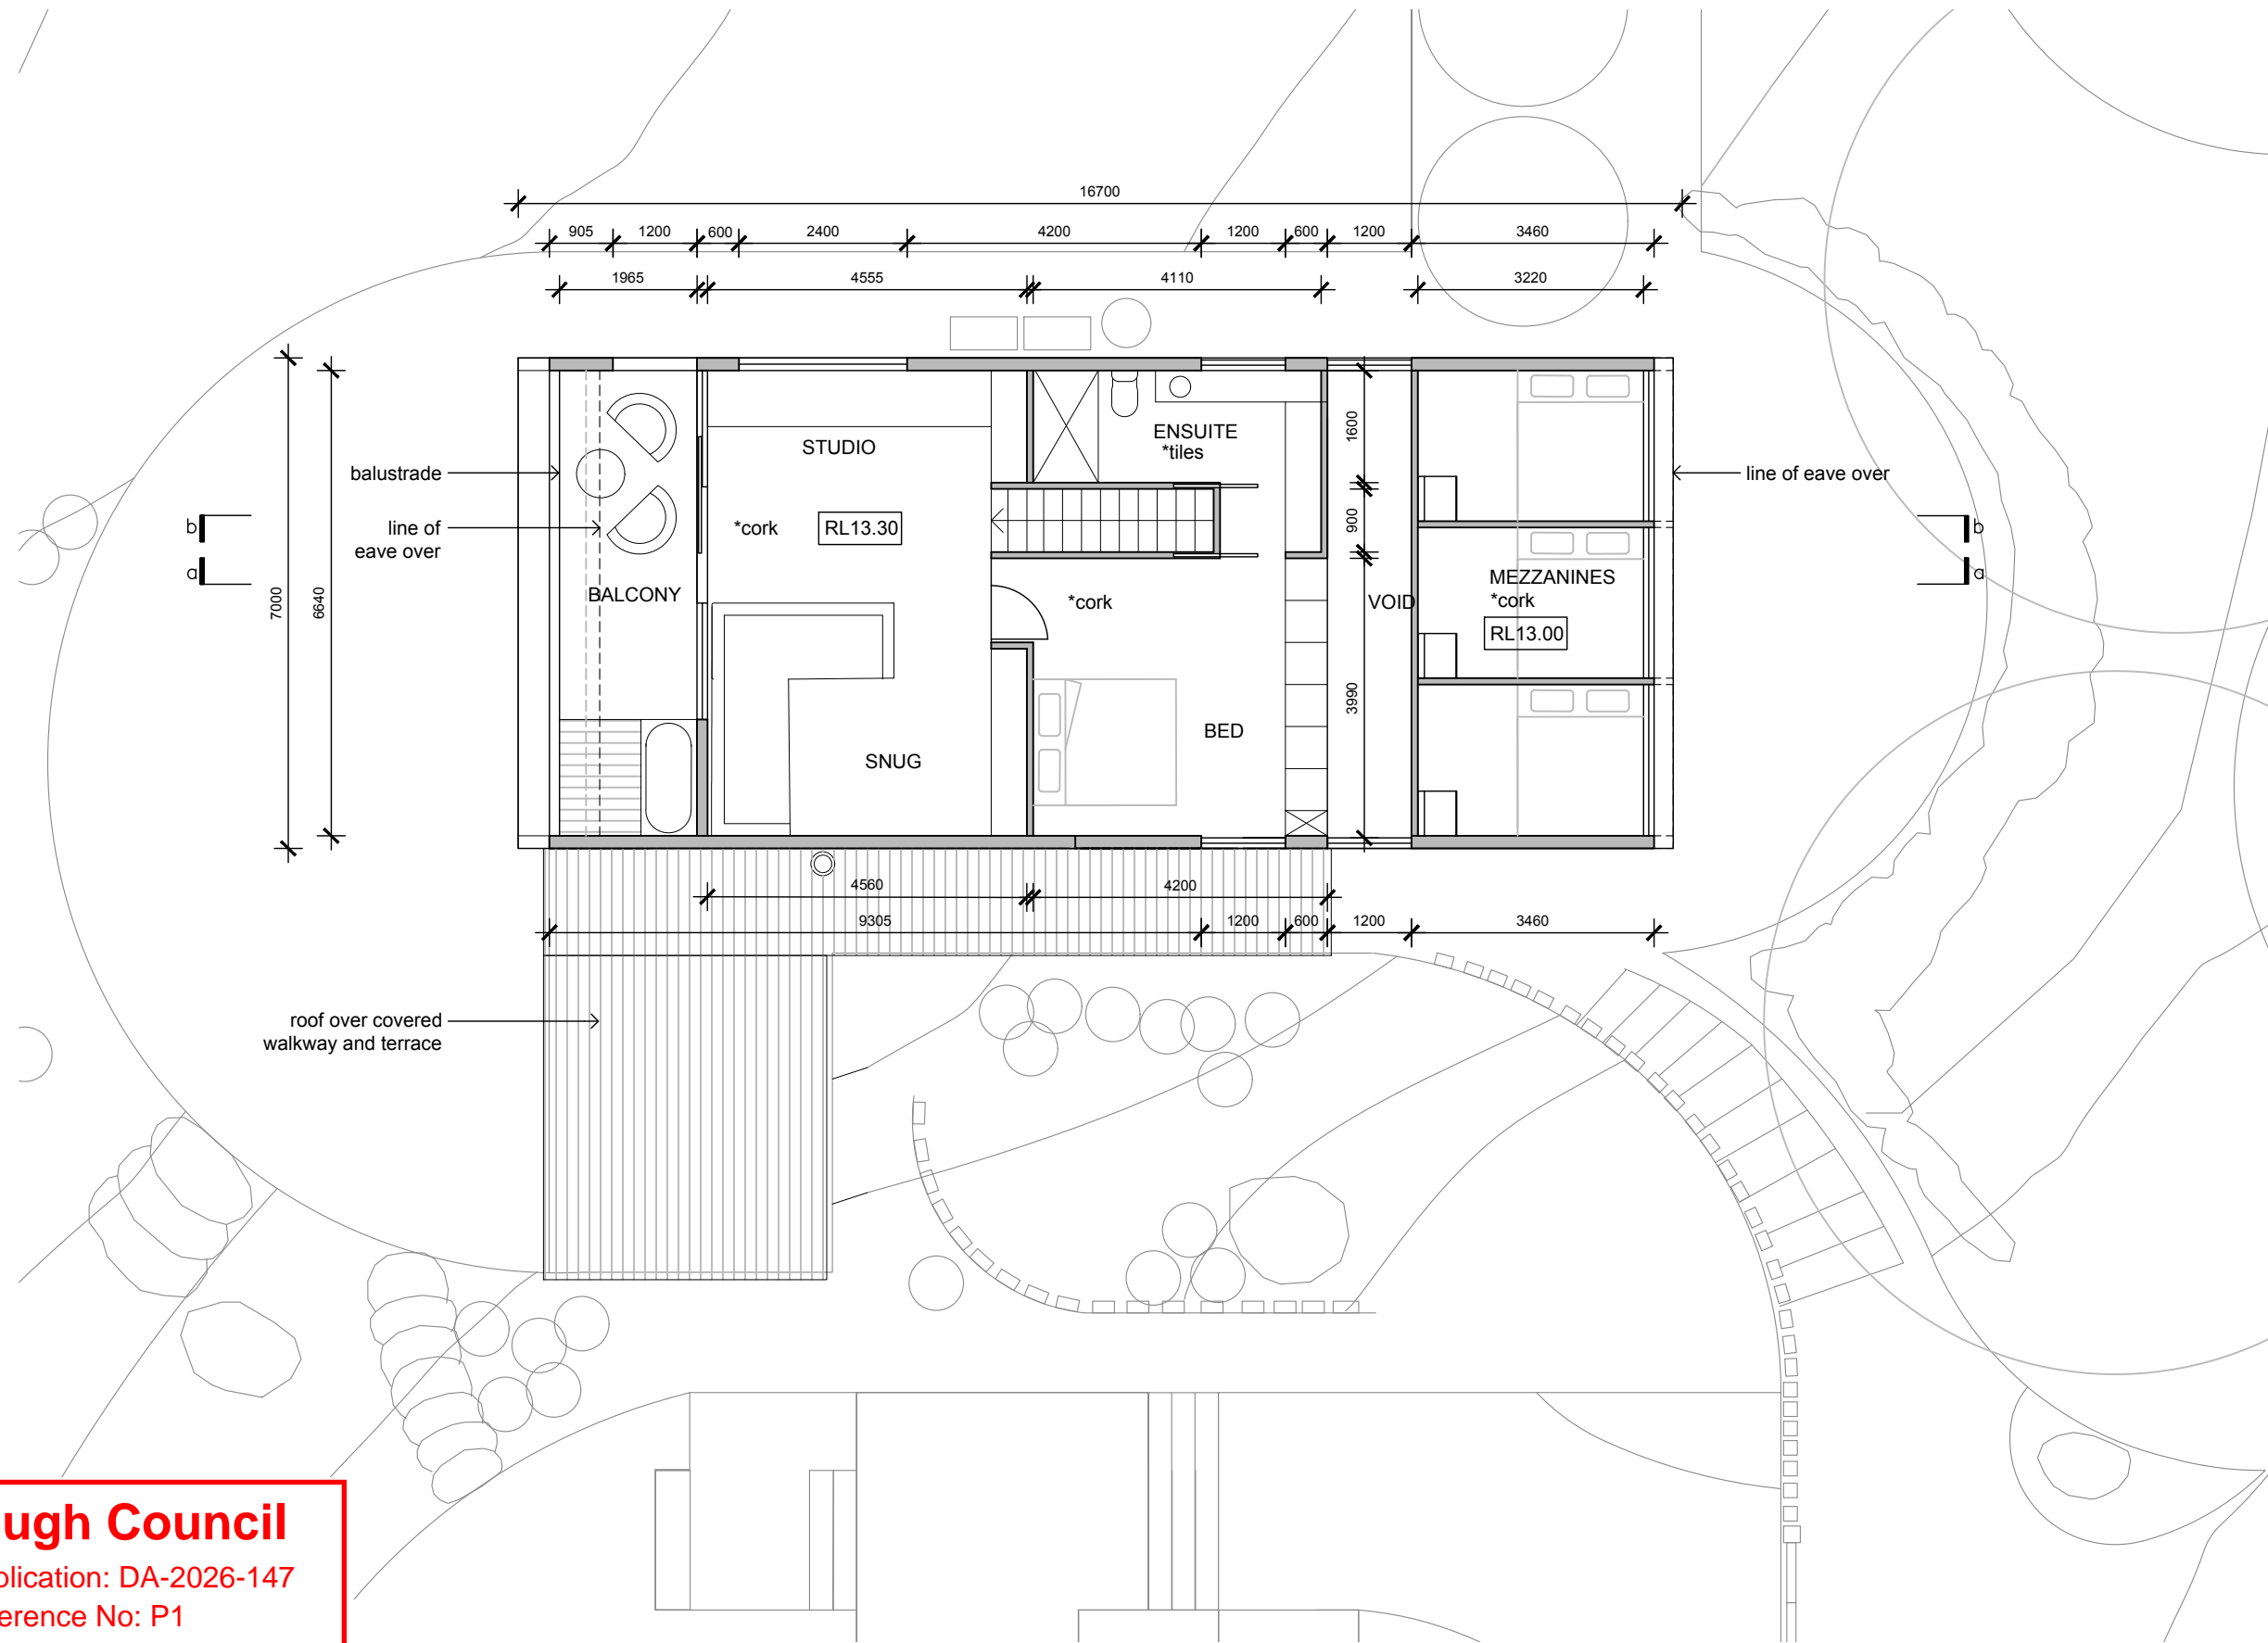 16700
905 1200 600 2400 4200 1200 600 1200 3460
1965 4555 4110 3220
STUDIO
ENSUITE
*tiles
1600
balustrade
line of eave over
line of
eave over
*cork
RL13.30
900
b
b
a
a
7000
6640
BALCONY
*cork
VOID
MEZZANINES
*cork
RL13.00
3990
BED
SNUG
4560 4200
9305 1200 600 1200 3460
roof over covered
walkway and terrace
ugh Council
plication: DA-2026-147
erence No: P1